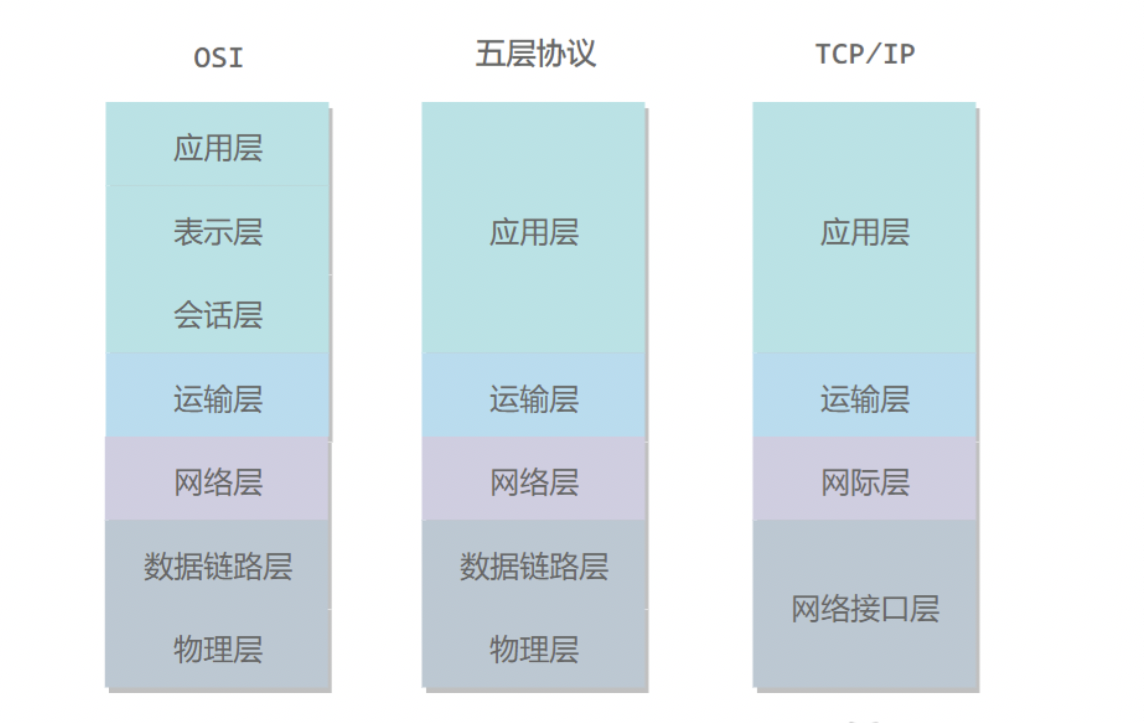 OSI
五层协议
TCP/IP
应用层
表示层
会话层
运输层
网络层
数据链路层
物理层
应用层
运输层
网络层
数据链路层
物理层
应用层
运输层
网际层
网络接口层